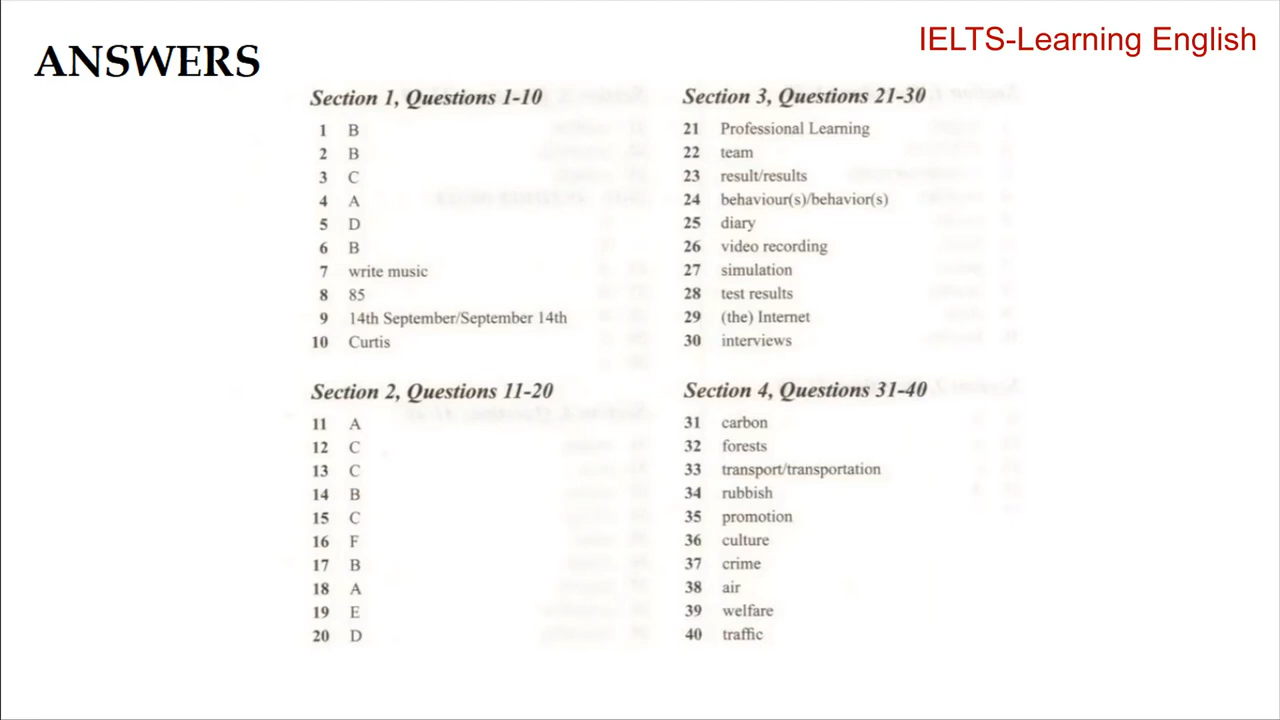 ANSWERS
IELTS-Learning English
Section 1, Questions 1-10
1 B
2 B
3 C
4 A
5 D
6 B
7 write music
8 85
9 14th September/September 14th
10 Curtis
Section 2, Questions 11-20
11 A
12 C
13 C
14 B
15 C
16 F
17 B
18 A
19 E
20 D
Section 3, Questions 21-30
21 Professional Learning
22 team
23 result/results
24 behaviour(s)/behavior(s)
25 diary
26 video recording
27 simulation
28 test results
29 (the) Internet
30 interviews
Section 4, Questions 31-40
31 carbon
32 forests
33 transport/transportation
34 rubbish
35 promotion
36 culture
37 crime
38 air
39 welfare
40 traffic